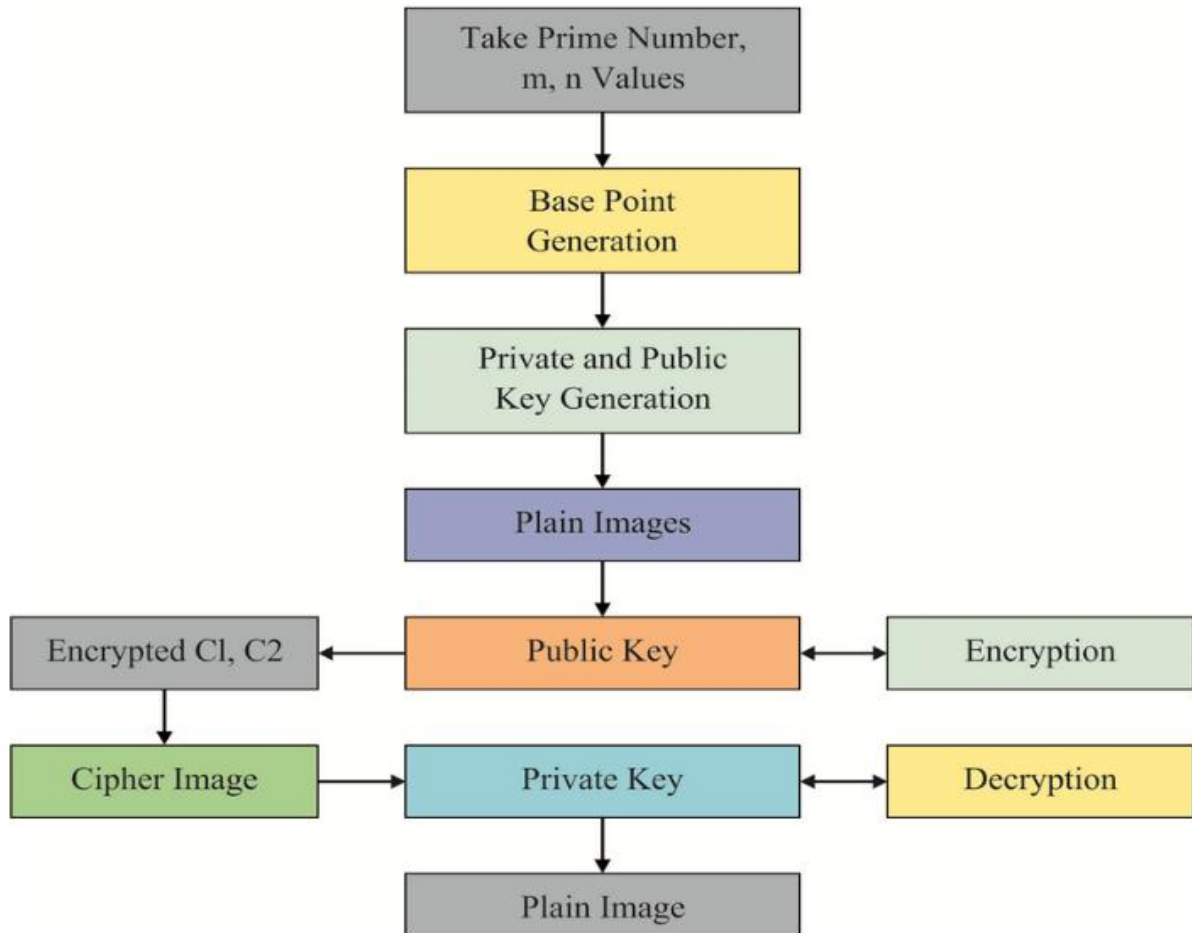 Take Prime Number,
m, n Values
Base Point
Generation
Private and Public
Key Generation
Plain Images
Encrypted Cl, C2
Public Key
Encryption
Cipher Image
Private Key
Decryption
Plain Image